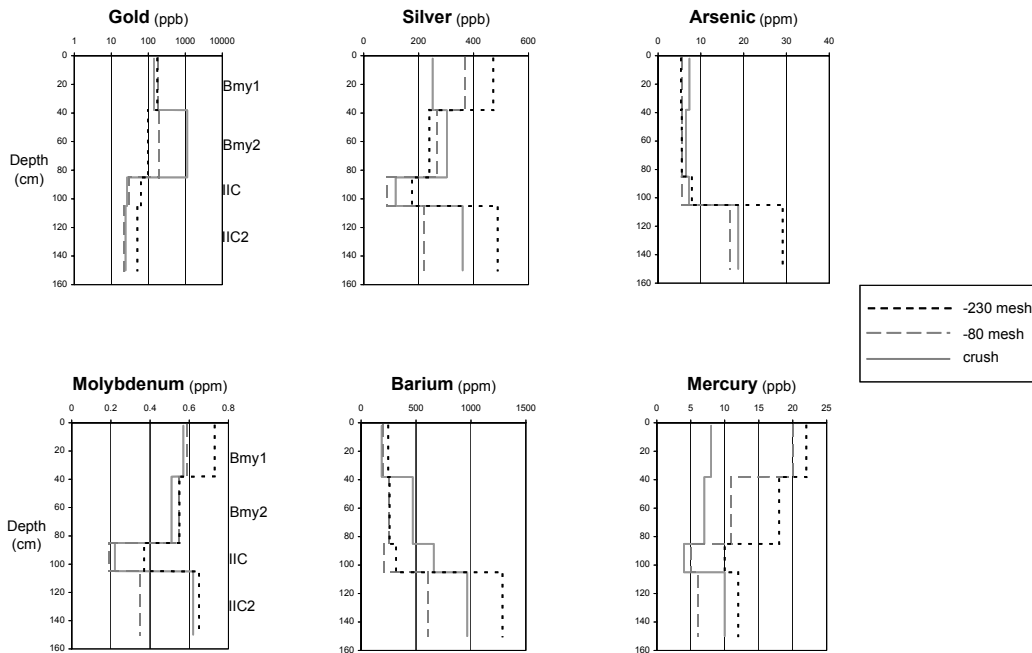 Gold (ppb)
1 10 100 1000 10000
0
20
40
60
80
100
120
140
160
Depth
(cm)
Bmy1
Bmy2
IIC
IIC2
Silver (ppb)
0 200 400 600
0
20
40
60
80
100
120
140
160
Arsenic (ppm)
0 10 20 30 40
0
20
40
60
80
100
120
140
160
-230 mesh
-80 mesh
crush
Molybdenum (ppm)
0 0.2 0.4 0.6 0.8
0
20
40
60
80
100
120
140
160
Depth
(cm)
Bmy1
Bmy2
IIC
IIC2
Barium (ppm)
0 500 1000 1500
0
20
40
60
80
100
120
140
160
Mercury (ppb)
0 5 10 15 20 25
0
20
40
60
80
100
120
140
160